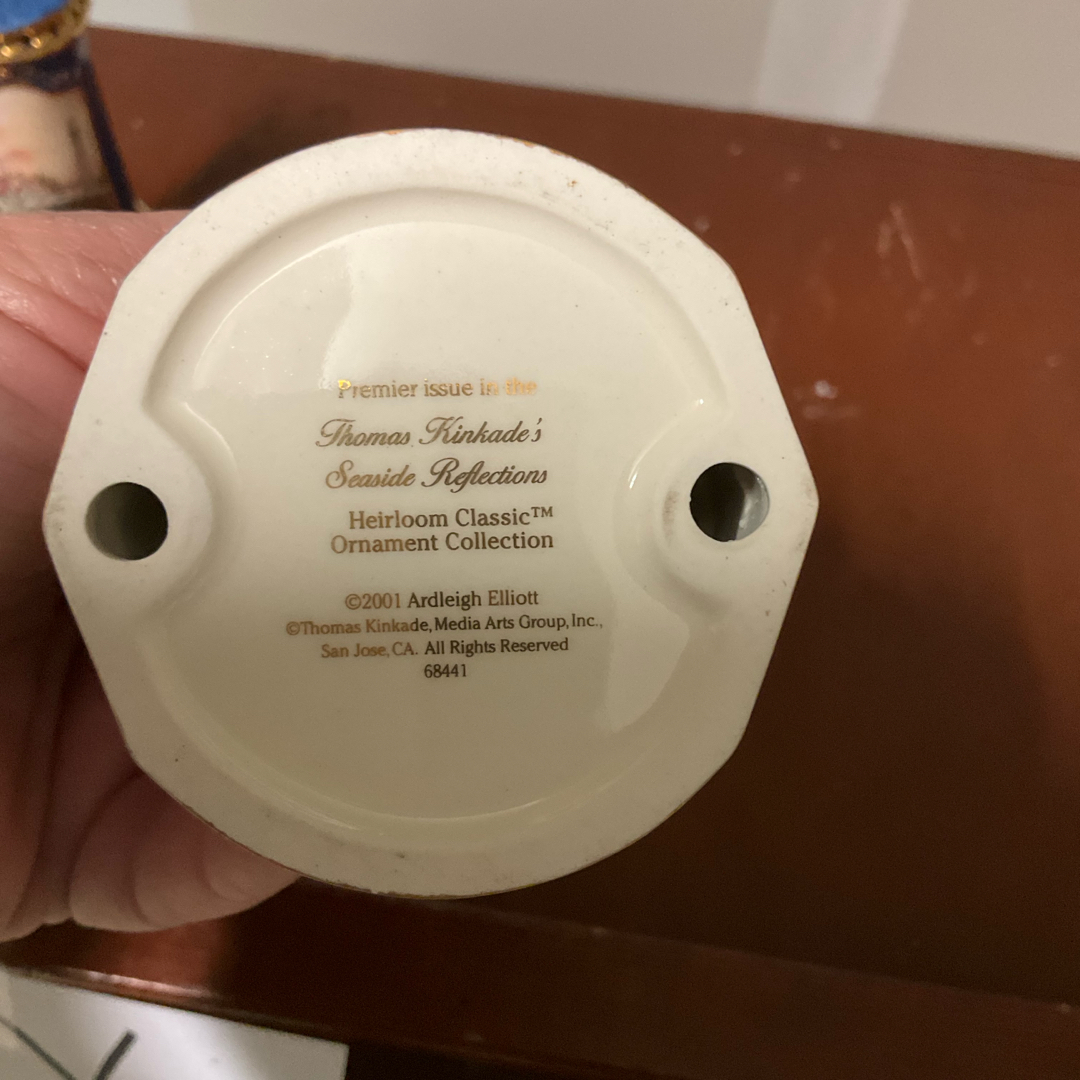 Premier issue in the
Thomas Kinkade's
Seaside Reflections
Heirloom Classic™
Ornament Collection
©2001 Ardleigh Elliott
©Thomas Kinkade, Media Arts Group, Inc.,
San Jose, CA. All Rights Reserved
68441